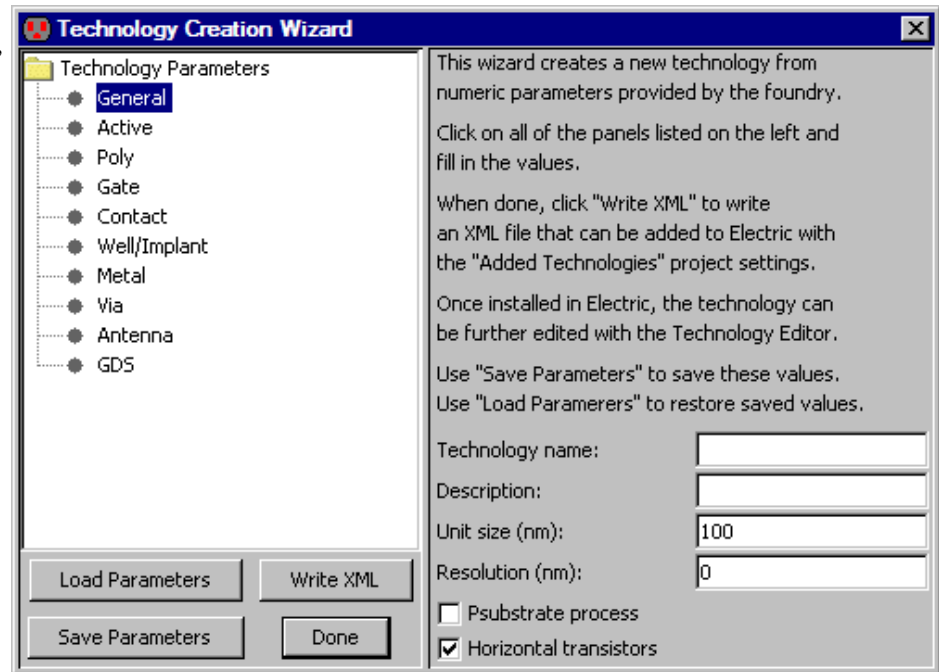 Technology Creation Wizard
Technology Parameters
General
Active
Poly
Gate
Contact
Well/Implant
Metal
Via
Antenna
GDS
Load Parameters
Write XML
Save Parameters
Done
This wizard creates a new technology from
numeric parameters provided by the foundry.
Click on all of the panels listed on the left and
fill in the values.
When done, click "Write XML" to write
an XML file that can be added to Electric with
the "Added Technologies" project settings.
Once installed in Electric, the technology can
be further edited with the Technology Editor.
Use "Save Parameters" to save these values.
Use "Load Paramerers" to restore saved values.
Technology name:
Description:
Unit size (nm): 100
Resolution (nm): 0
Psubstrate process
Horizontal transistors